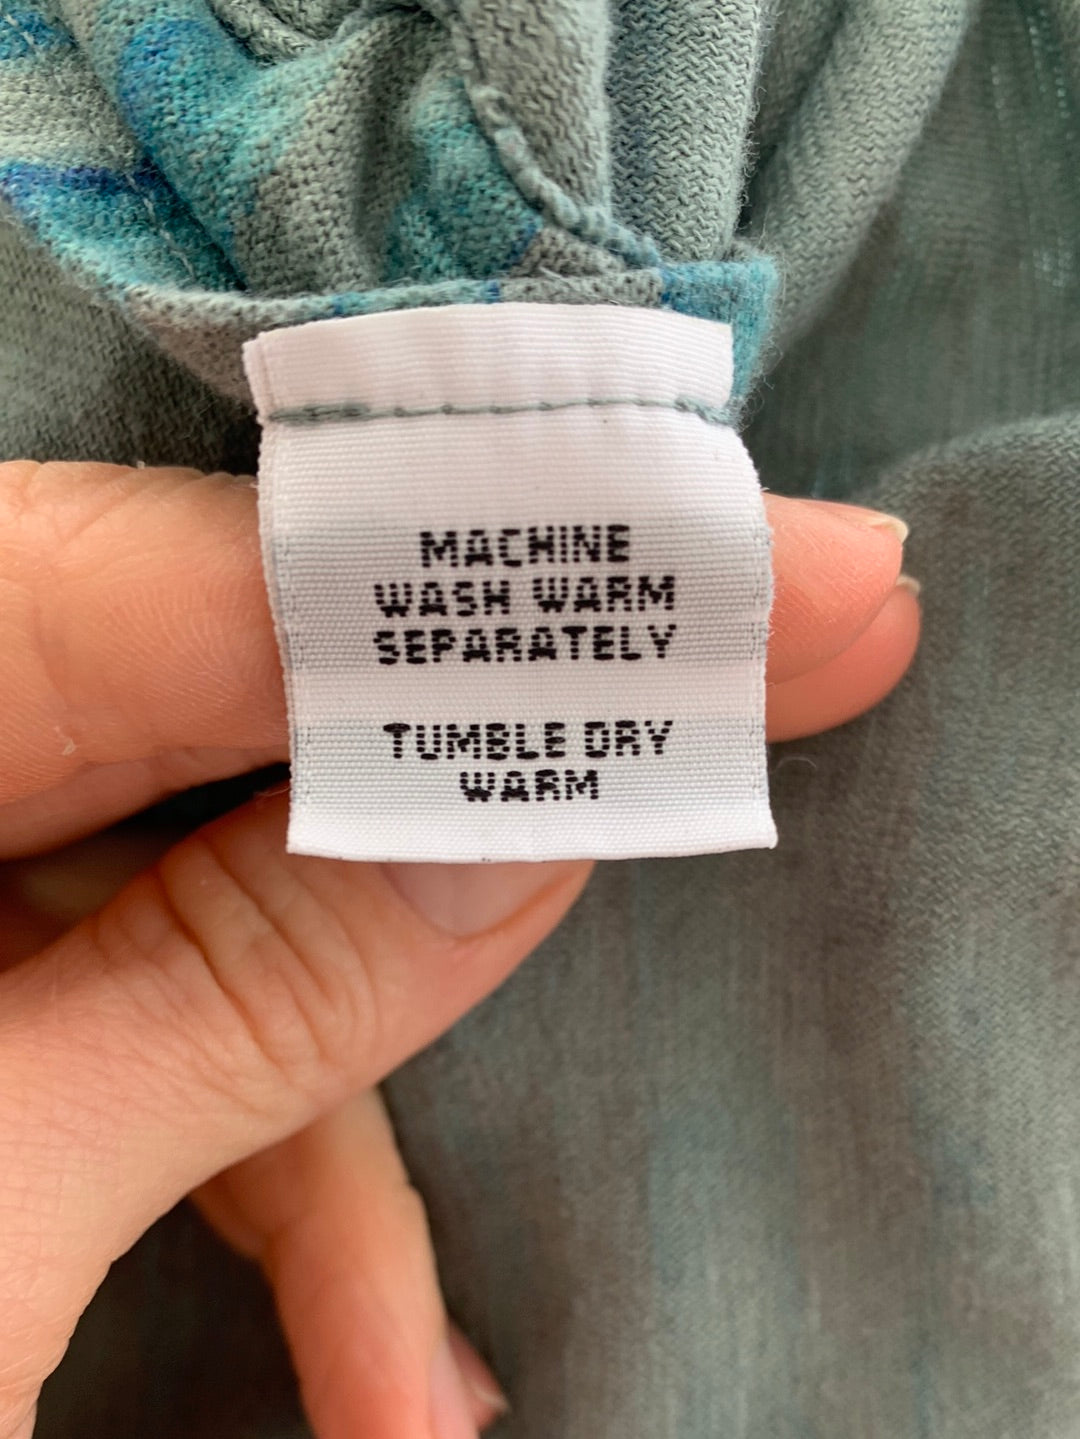 MACHINE
WASH WARM
SEPARATELY
TUMBLE DRY
WARM